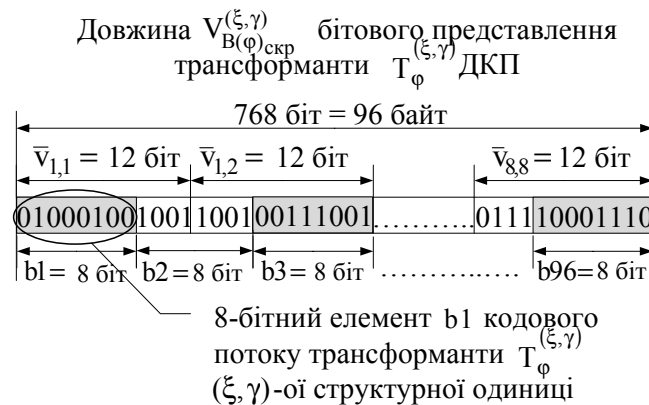 Довжина V_{B(φ)скр}^{(ξ,γ)} бітового представлення
трансформанти T_φ^{(ξ,γ)} ДКП
768 біт = 96 байт
v̅_{1,1} = 12 біт v̅_{1,2} = 12 біт v̅_{8,8} = 12 біт
01000100 1001 1001 00111001 ………. 0111 10001110
b1= 8 біт b2=8 біт b3= 8 біт ………….. b96=8 біт
8-бітний елемент b1 кодового
потоку трансформанти T_φ^{(ξ,γ)}
(ξ,γ)-ої структурної одиниці